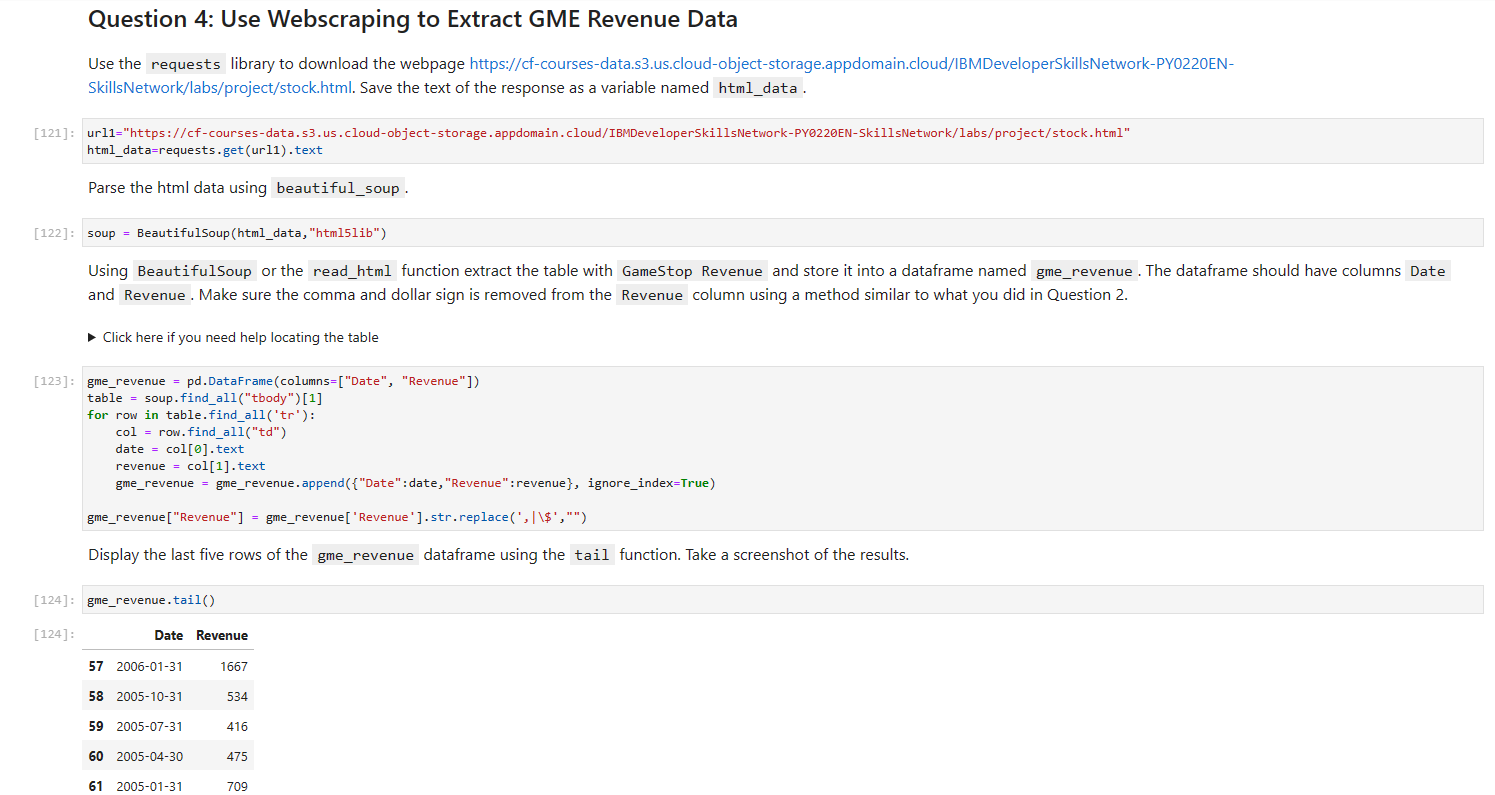 Question 4: Use Webscraping to Extract GME Revenue Data
Use the requests library to download the webpage https://cf-courses-data.s3.us.cloud-object-storage.appdomain.cloud/IBMDeveloperSkillsNetwork-PY0220EN-
SkillsNetwork/labs/project/stock.html. Save the text of the response as a variable named html_data.
[121]: url1="https://cf-courses-data.s3.us.cloud-object-storage.appdomain.cloud/IBMDeveloperSkillsNetwork-PY0220EN-SkillsNetwork/labs/project/stock.html"
html_data=requests.get(url1).text
Parse the html data using beautiful_soup.
[122]: soup = BeautifulSoup(html_data,"html5lib")
Using BeautifulSoup or the read_html function extract the table with GameStop Revenue and store it into a dataframe named gme_revenue. The dataframe should have columns Date
and Revenue. Make sure the comma and dollar sign is removed from the Revenue column using a method similar to what you did in Question 2.
▶ Click here if you need help locating the table
[123]: gme_revenue = pd.DataFrame(columns=["Date", "Revenue"])
table = soup.find_all("tbody")[1]
for row in table.find_all('tr'):
    col = row.find_all("td")
    date = col[0].text
    revenue = col[1].text
    gme_revenue = gme_revenue.append({"Date":date,"Revenue":revenue}, ignore_index=True)
gme_revenue["Revenue"] = gme_revenue['Revenue'].str.replace(',|\$',"")
Display the last five rows of the gme_revenue dataframe using the tail function. Take a screenshot of the results.
[124]: gme_revenue.tail()
[124]: Date Revenue
57 2006-01-31 1667
58 2005-10-31 534
59 2005-07-31 416
60 2005-04-30 475
61 2005-01-31 709